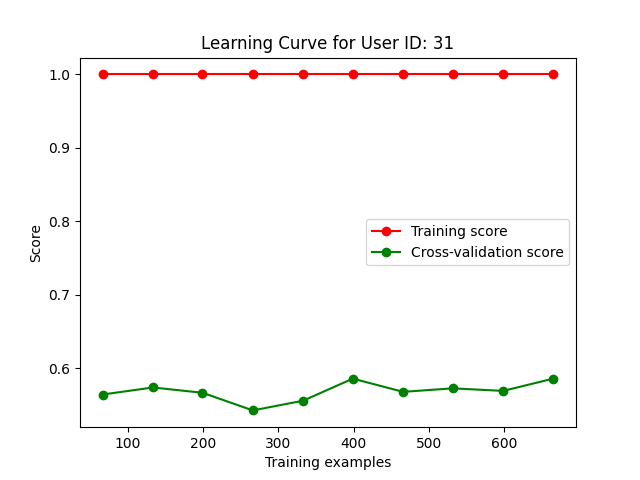 Learning Curve for User ID: 31
1.0
0.9
0.8
0.7
0.6
Score
Training score
Cross-validation score
100 200 300 400 500 600
Training examples